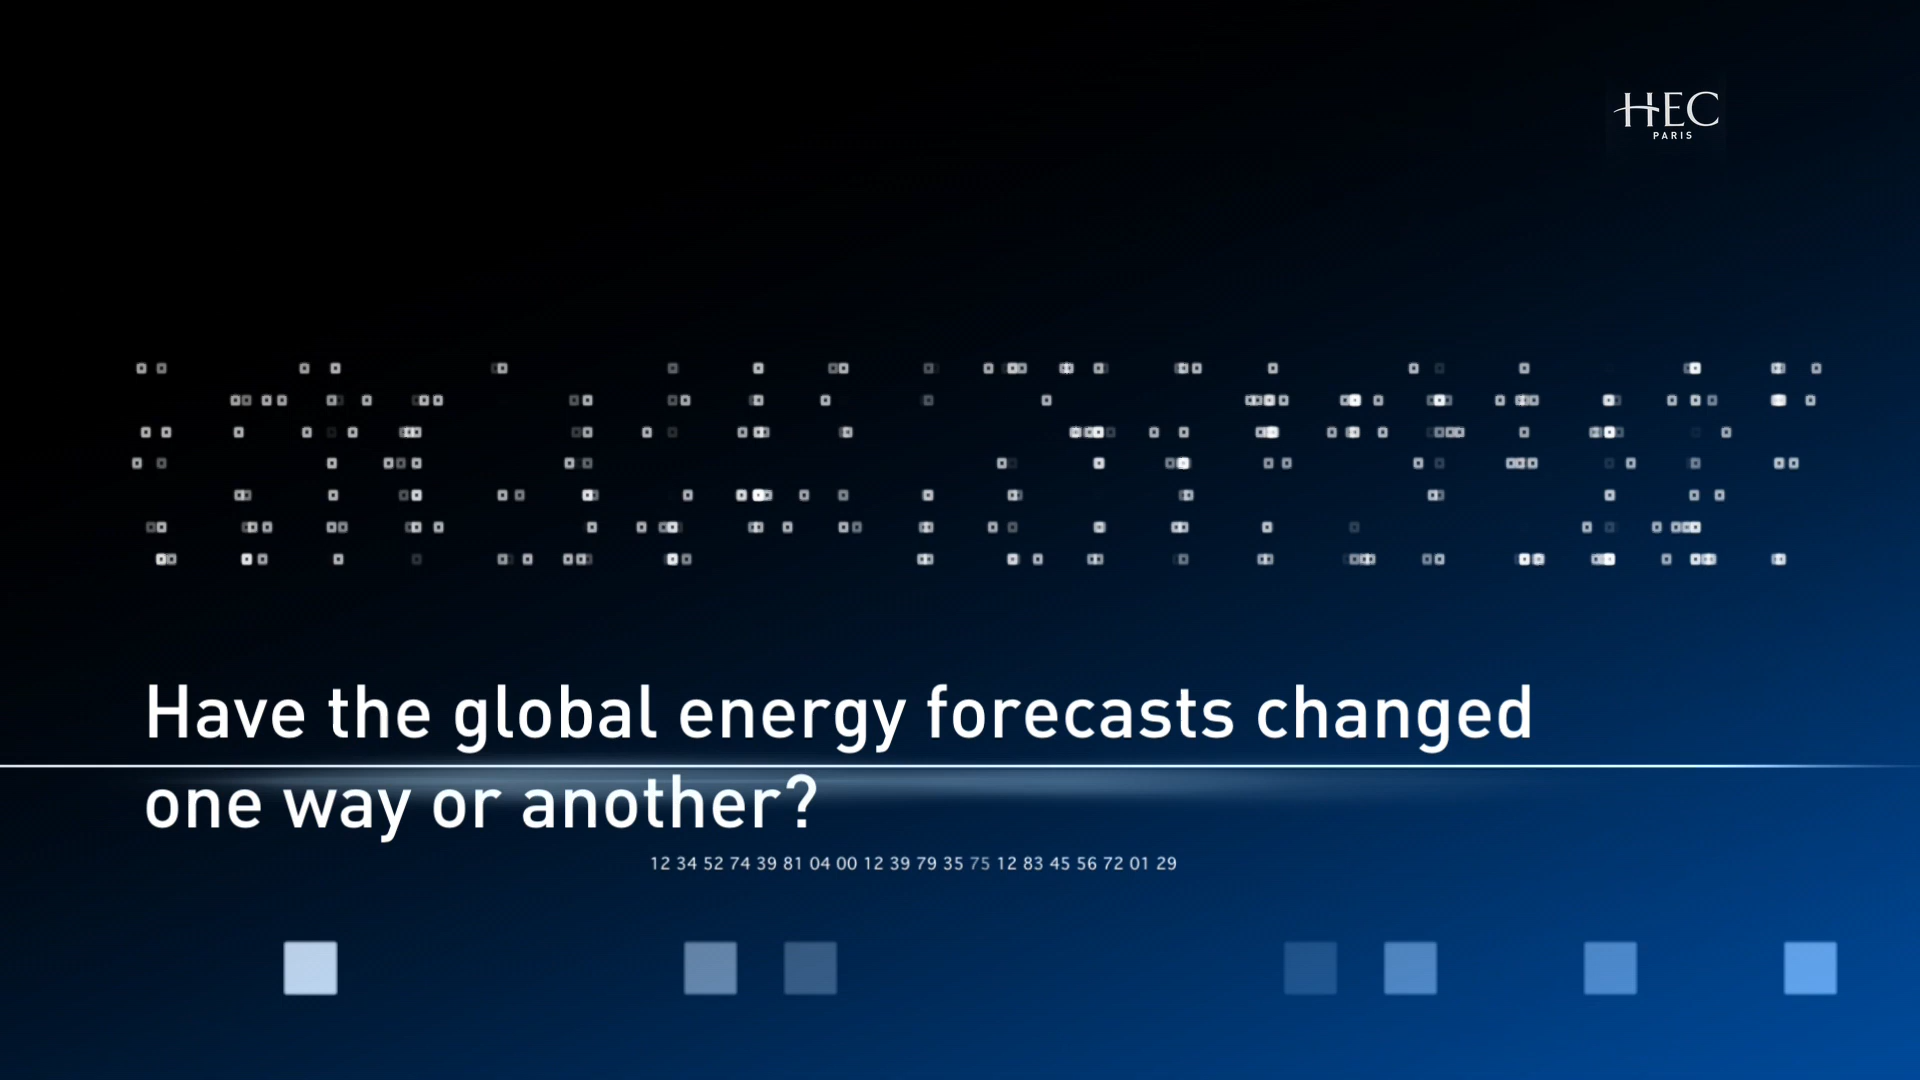 HEC
PARIS
Have the global energy forecasts changed
one way or another?
12 34 52 74 39 81 04 00 12 39 79 35 75 12 83 45 56 72 01 29